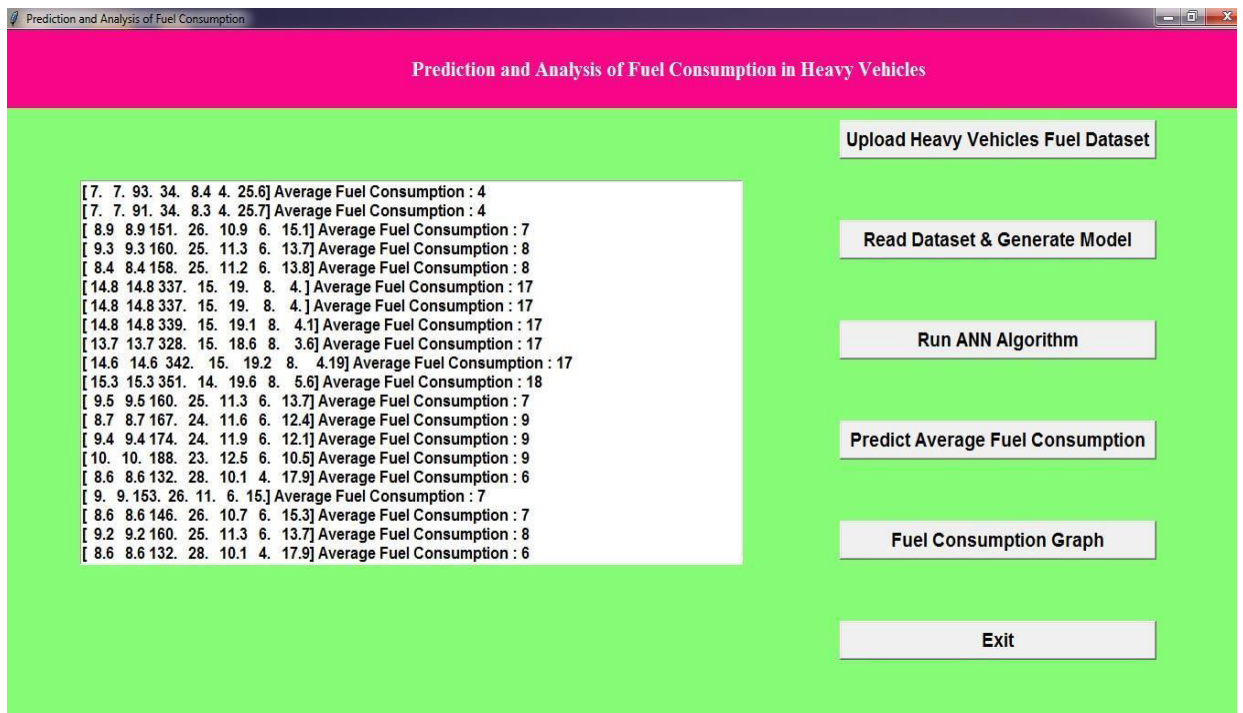 Prediction and Analysis of Fuel Consumption
Prediction and Analysis of Fuel Consumption in Heavy Vehicles
Upload Heavy Vehicles Fuel Dataset
[ 7. 7. 93. 34. 8.4 4. 25.6] Average Fuel Consumption : 4
[ 7. 7. 91. 34. 8.3 4. 25.7] Average Fuel Consumption : 4
[ 8.9 8.9 151. 26. 10.9 6. 15.1] Average Fuel Consumption : 7
[ 9.3 9.3 160. 25. 11.3 6. 13.7] Average Fuel Consumption : 8
[ 8.4 8.4 158. 25. 11.2 6. 13.8] Average Fuel Consumption : 8
[ 14.8 14.8 337. 15. 19. 8. 4. ] Average Fuel Consumption : 17
[ 14.8 14.8 337. 15. 19. 8. 4. ] Average Fuel Consumption : 17
[ 14.8 14.8 339. 15. 19.1 8. 4.1] Average Fuel Consumption : 17
[ 13.7 13.7 328. 15. 18.6 8. 3.6] Average Fuel Consumption : 17
[ 14.6 14.6 342. 15. 19.2 8. 4.19] Average Fuel Consumption : 17
[ 15.3 15.3 351. 14. 19.6 8. 5.6] Average Fuel Consumption : 18
[ 9.5 9.5 160. 25. 11.3 6. 13.7] Average Fuel Consumption : 7
[ 8.7 8.7 167. 24. 11.6 6. 12.4] Average Fuel Consumption : 9
[ 9.4 9.4 174. 24. 11.9 6. 12.1] Average Fuel Consumption : 9
[ 10. 10. 188. 23. 12.5 6. 10.5] Average Fuel Consumption : 9
[ 8.6 8.6 132. 28. 10.1 4. 17.9] Average Fuel Consumption : 6
[ 9. 9. 153. 26. 11. 6. 15.] Average Fuel Consumption : 7
[ 8.6 8.6 146. 26. 10.7 6. 15.3] Average Fuel Consumption : 7
[ 9.2 9.2 160. 25. 11.3 6. 13.7] Average Fuel Consumption : 8
[ 8.6 8.6 132. 28. 10.1 4. 17.9] Average Fuel Consumption : 6
Read Dataset & Generate Model
Run ANN Algorithm
Predict Average Fuel Consumption
Fuel Consumption Graph
Exit